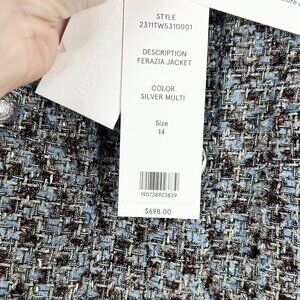 STYLE
2311TW5310001
DESCRIPTION
FERAZIA JACKET
COLOR
SILVER MULTI
Size
14
190738923839
$698.00